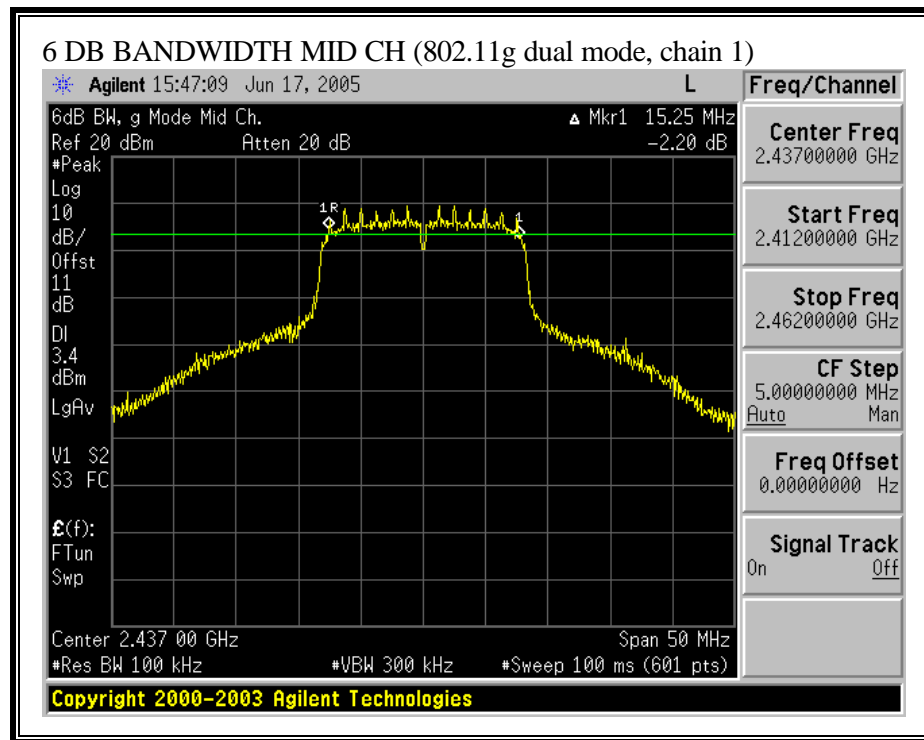 6 DB BANDWIDTH MID CH (802.11g dual mode, chain 1)
Agilent 15:47:09 Jun 17, 2005 L
6dB BW, g Mode Mid Ch.
Δ Mkr1 15.25 MHz
Ref 20 dBm Atten 20 dB -2.20 dB
#Peak
Log
10
dB/
Offst
11
dB
DI
3.4
dBm
LgAv
V1 S2
S3 FC
£(f):
FTun
Swp
1R
1
Center 2.437 00 GHz Span 50 MHz
#Res BW 100 kHz #VBW 300 kHz #Sweep 100 ms (601 pts)
Copyright 2000-2003 Agilent Technologies
Freq/Channel
Center Freq
2.43700000 GHz
Start Freq
2.41200000 GHz
Stop Freq
2.46200000 GHz
CF Step
5.00000000 MHz
Auto Man
Freq Offset
0.00000000 Hz
Signal Track
On Off